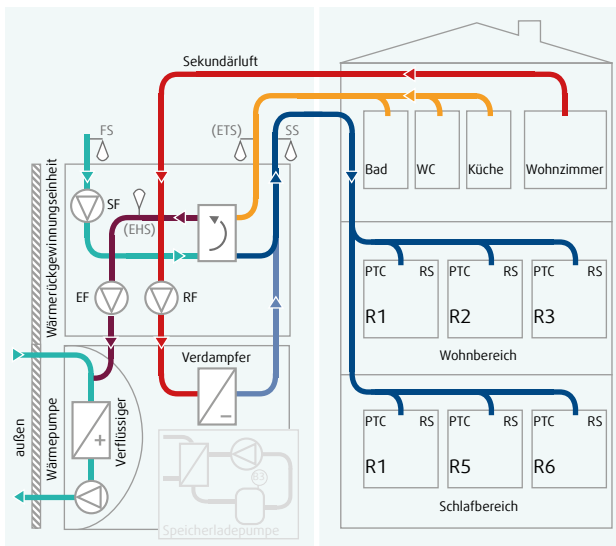 Sekundärluft
FS
(ETS)
SS
Bad
WC
Küche
Wohnzimmer
Wärmerückgewinnungseinheit
SF
(EHS)
EF
RF
PTC
RS
PTC
RS
PTC
RS
R1
R2
R3
Wohnbereich
Verdampfer
außen
Wärmepumpe
+
Verflüssiger
–
B3
Speicherladepumpe
PTC
RS
PTC
RS
PTC
RS
R1
R5
R6
Schlafbereich